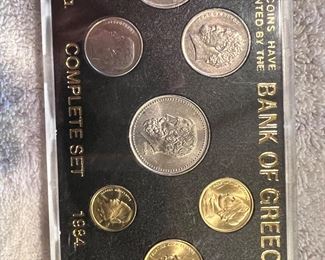 COINS HAVE
NTED BY THE
BANK OF GREEC
COMPLETE SET 1984